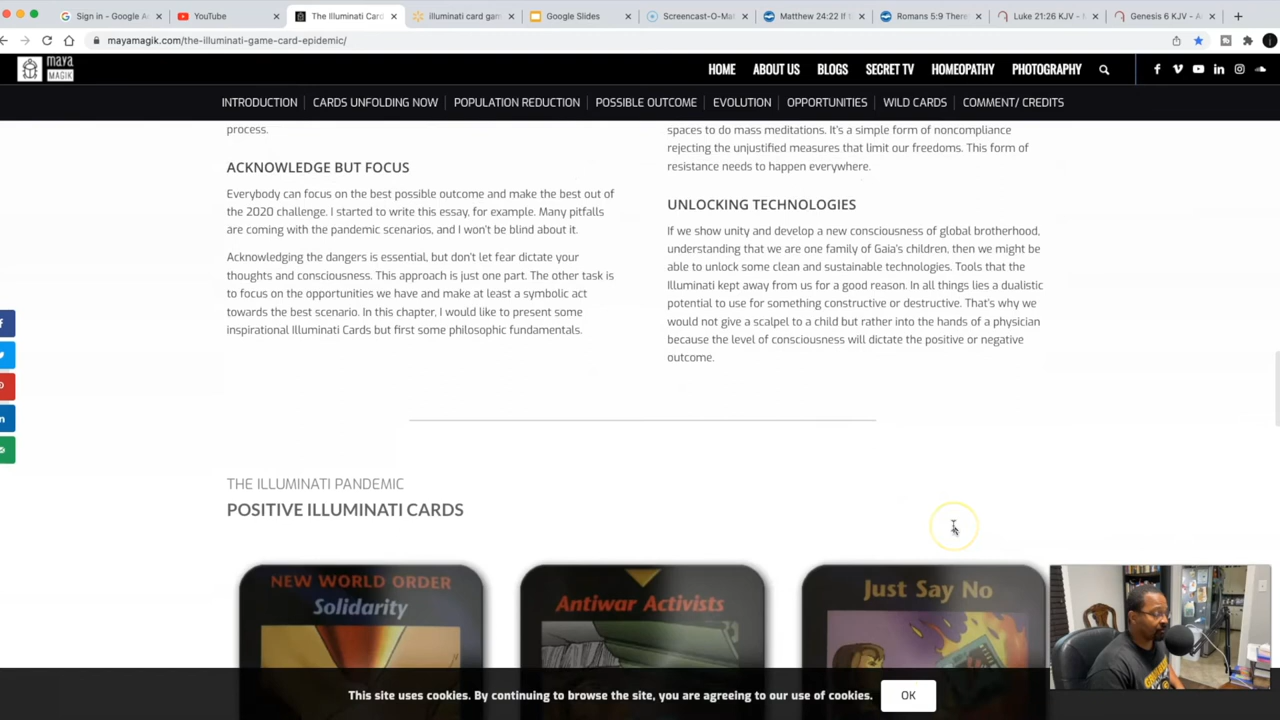 Sign in - Google A
YouTube
The Illuminati Card
illuminati card gam
Google Slides
Screencast-O-Mat
Matthew 24:22 If t
Romans 5:9 There
Luke 21:26 KJV -
Genesis 6 KJV - A
mayamagik.com/the-illuminati-game-card-epidemic/
maya
MAGIK
HOME
ABOUT US
BLOGS
SECRET TV
HOMEOPATHY
PHOTOGRAPHY
INTRODUCTION
CARDS UNFOLDING NOW
POPULATION REDUCTION
POSSIBLE OUTCOME
EVOLUTION
OPPORTUNITIES
WILD CARDS
COMMENT/ CREDITS
process.
ACKNOWLEDGE BUT FOCUS
Everybody can focus on the best possible outcome and make the best out of
the 2020 challenge. I started to write this essay, for example. Many pitfalls
are coming with the pandemic scenarios, and I won't be blind about it.
Acknowledging the dangers is essential, but don't let fear dictate your
thoughts and consciousness. This approach is just one part. The other task is
to focus on the opportunities we have and make at least a symbolic act
towards the best scenario. In this chapter, I would like to present some
inspirational Illuminati Cards but first some philosophic fundamentals.
spaces to do mass meditations. It's a simple form of noncompliance
rejecting the unjustified measures that limit our freedoms. This form of
resistance needs to happen everywhere.
UNLOCKING TECHNOLOGIES
If we show unity and develop a new consciousness of global brotherhood,
understanding that we are one family of Gaia's children, then we might be
able to unlock some clean and sustainable technologies. Tools that the
Illuminati kept away from us for a good reason. In all things lies a dualistic
potential to use for something constructive or destructive. That's why we
would not give a scalpel to a child but rather into the hands of a physician
because the level of consciousness will dictate the positive or negative
outcome.
THE ILLUMINATI PANDEMIC
POSITIVE ILLUMINATI CARDS
NEW WORLD ORDER
Solidarity
Antiwar Activists
Just Say No
This site uses cookies. By continuing to browse the site, you are agreeing to our use of cookies.
OK